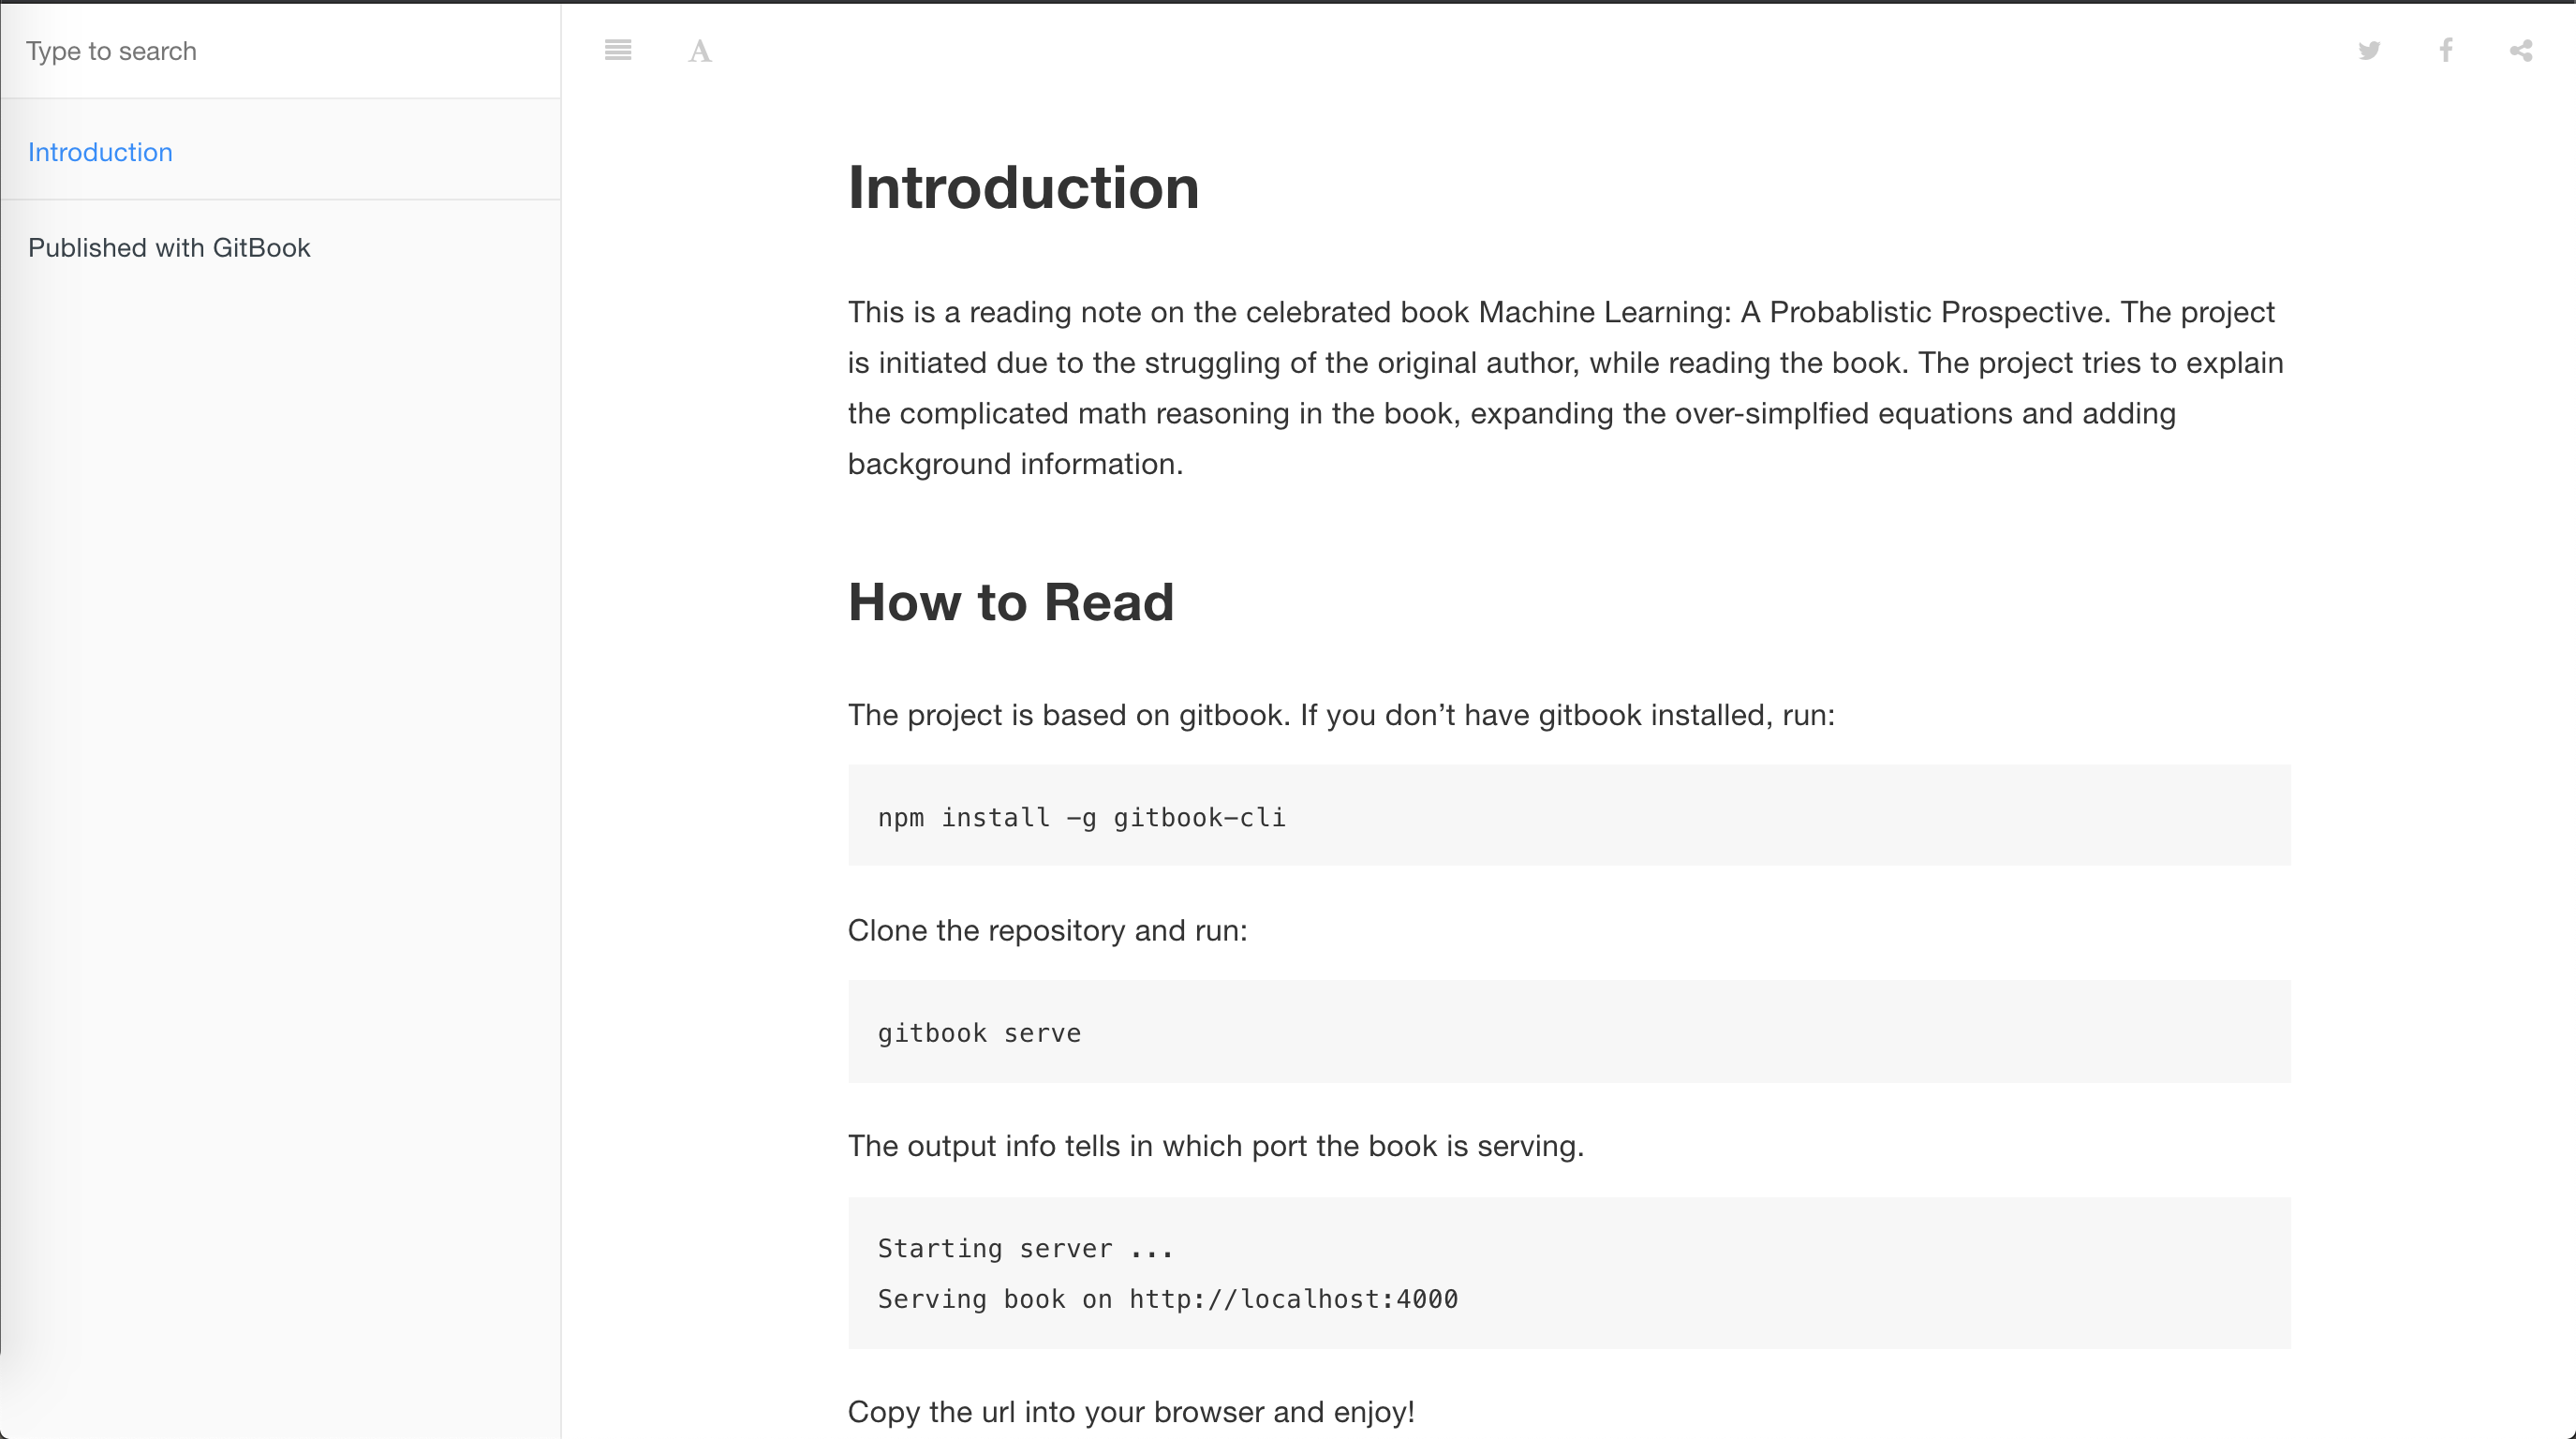 Type to search
A
Introduction
Published with GitBook
Introduction
This is a reading note on the celebrated book Machine Learning: A Probablistic Prospective. The project
is initiated due to the struggling of the original author, while reading the book. The project tries to explain
the complicated math reasoning in the book, expanding the over-simplfied equations and adding
background information.
How to Read
The project is based on gitbook. If you don’t have gitbook installed, run:
npm install -g gitbook-cli
Clone the repository and run:
gitbook serve
The output info tells in which port the book is serving.
Starting server ...
Serving book on http://localhost:4000
Copy the url into your browser and enjoy!